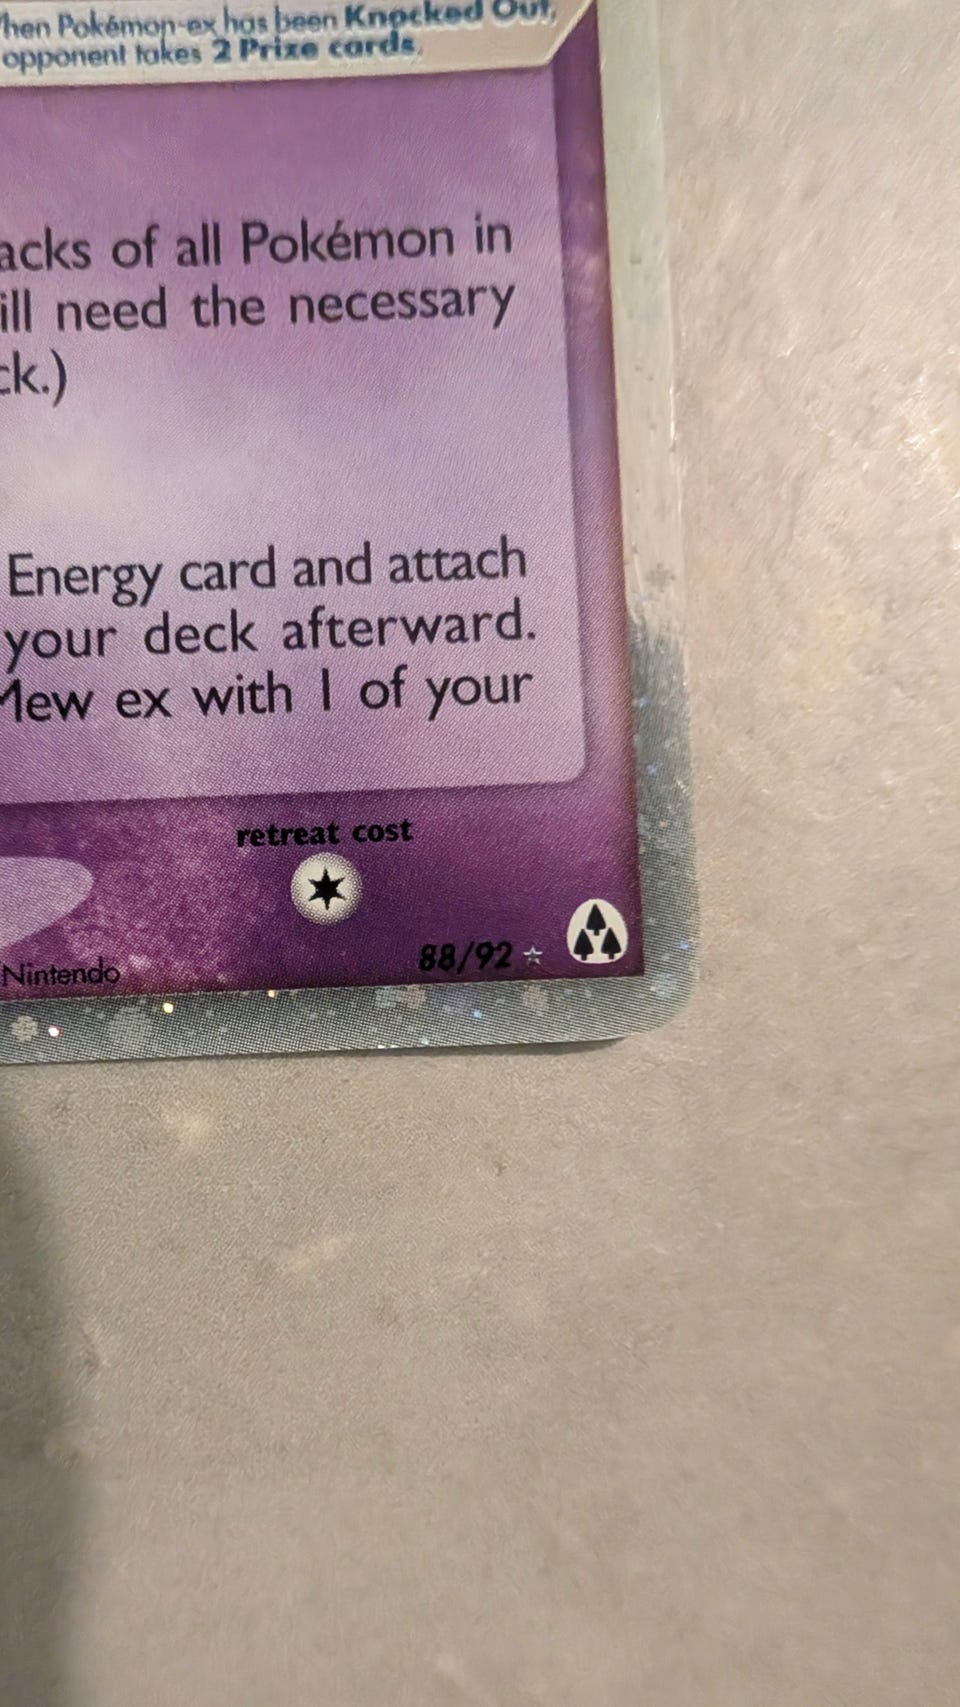 hen Pokémon-ex has been Knocked Out,
opponent takes 2 Prize cards.
acks of all Pokémon in
ill need the necessary
ck.)
Energy card and attach
your deck afterward.
Mew ex with 1 of your
retreat cost
88/92
Nintendo